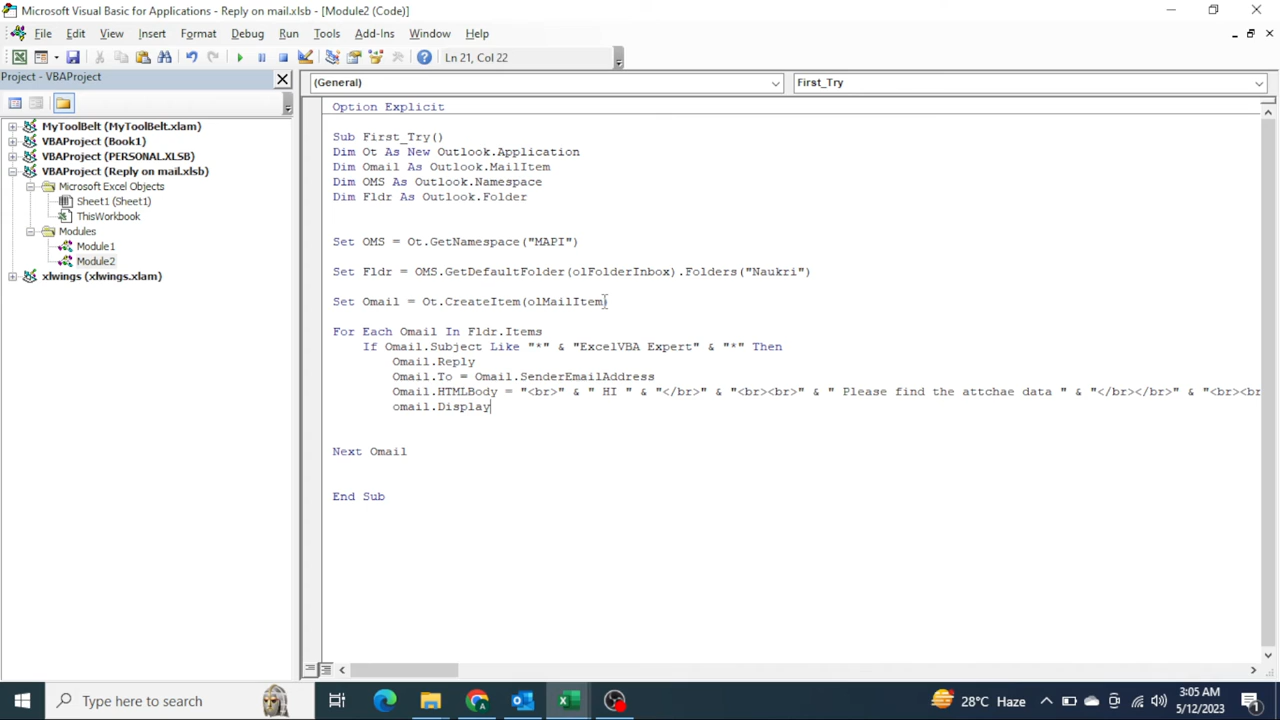 Microsoft Visual Basic for Applications - Reply on mail.xlsb - [Module2 (Code)]
File Edit View Insert Format Debug Run Tools Add-Ins Window Help
Ln 21, Col 22
Project - VBAProject
(General)
First_Try
MyToolBelt (MyToolBelt.xlam)
VBAProject (Book1)
VBAProject (PERSONAL.XLSB)
VBAProject (Reply on mail.xlsb)
Microsoft Excel Objects
Sheet1 (Sheet1)
ThisWorkbook
Modules
Module1
Module2
xlwings (xlwings.xlam)
Option Explicit
Sub First_Try()
Dim Ot As New Outlook.Application
Dim Omail As Outlook.MailItem
Dim OMS As Outlook.Namespace
Dim Fldr As Outlook.Folder
Set OMS = Ot.GetNamespace("MAPI")
Set Fldr = OMS.GetDefaultFolder(olFolderInbox).Folders("Naukri")
Set Omail = Ot.CreateItem(olMailItem)
For Each Omail In Fldr.Items
If Omail.Subject Like "*" & "ExcelVBA Expert" & "*" Then
Omail.Reply
Omail.To = Omail.SenderEmailAddress
Omail.HTMLBody = "<br>" & " HI " & "</br>" & "<br><br>" & " Please find the attchae data " & "</br></br>" & "<br><br
omail.Display
Next Omail
End Sub
Type here to search
28°C Haze
3:05 AM
5/12/2023
1